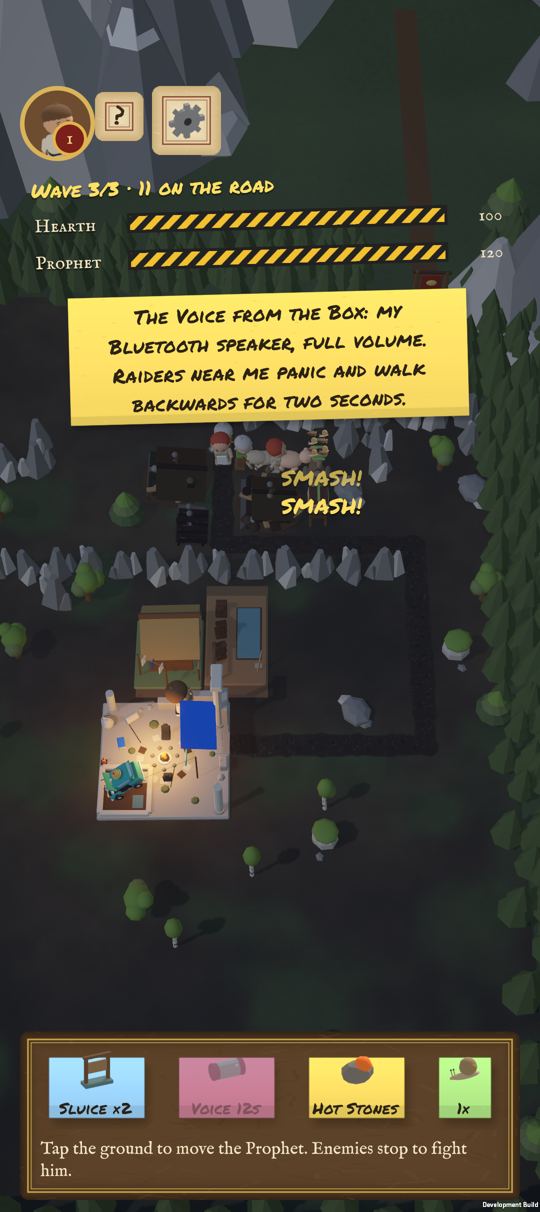 ?
I
Wave 3/3 · 11 on the road
Hearth 100
Prophet 120
The Voice from the Box: my
Bluetooth speaker, full volume.
Raiders near me panic and walk
backwards for two seconds.
SMASH!
SMASH!
Sluice x2 Voice 12s Hot Stones 1x
Tap the ground to move the Prophet. Enemies stop to fight
him.
Development Build